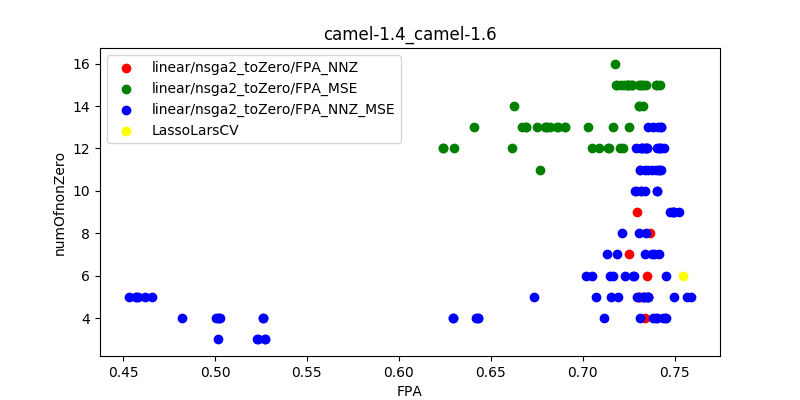 camel-1.4_camel-1.6
linear/nsga2_toZero/FPA_NNZ
linear/nsga2_toZero/FPA_MSE
linear/nsga2_toZero/FPA_NNZ_MSE
LassoLarsCV
numOfnonZero
16
14
12
10
8
6
4
0.45 0.50 0.55 0.60 0.65 0.70 0.75
FPA